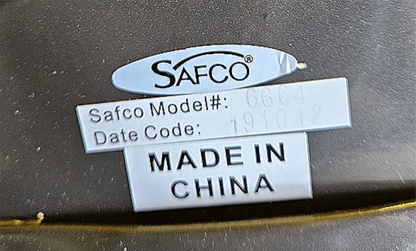 SAFCO®
Safco Model#: 6664
Date Code: 191012
MADE IN
CHINA